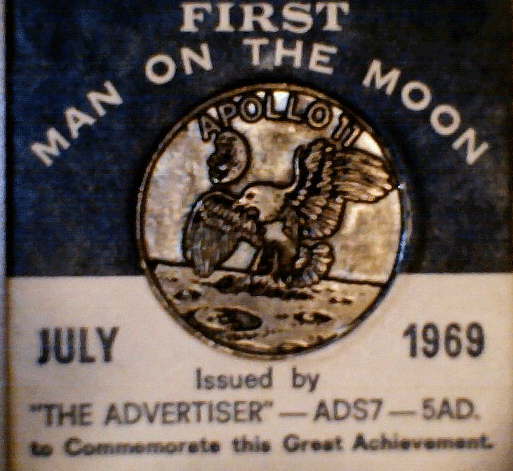 FIRST
MAN ON THE MOON
APOLLO 11
JULY 1969
Issued by
"THE ADVERTISER" — ADS7 — 5AD.
to Commemorate this Great Achievement.